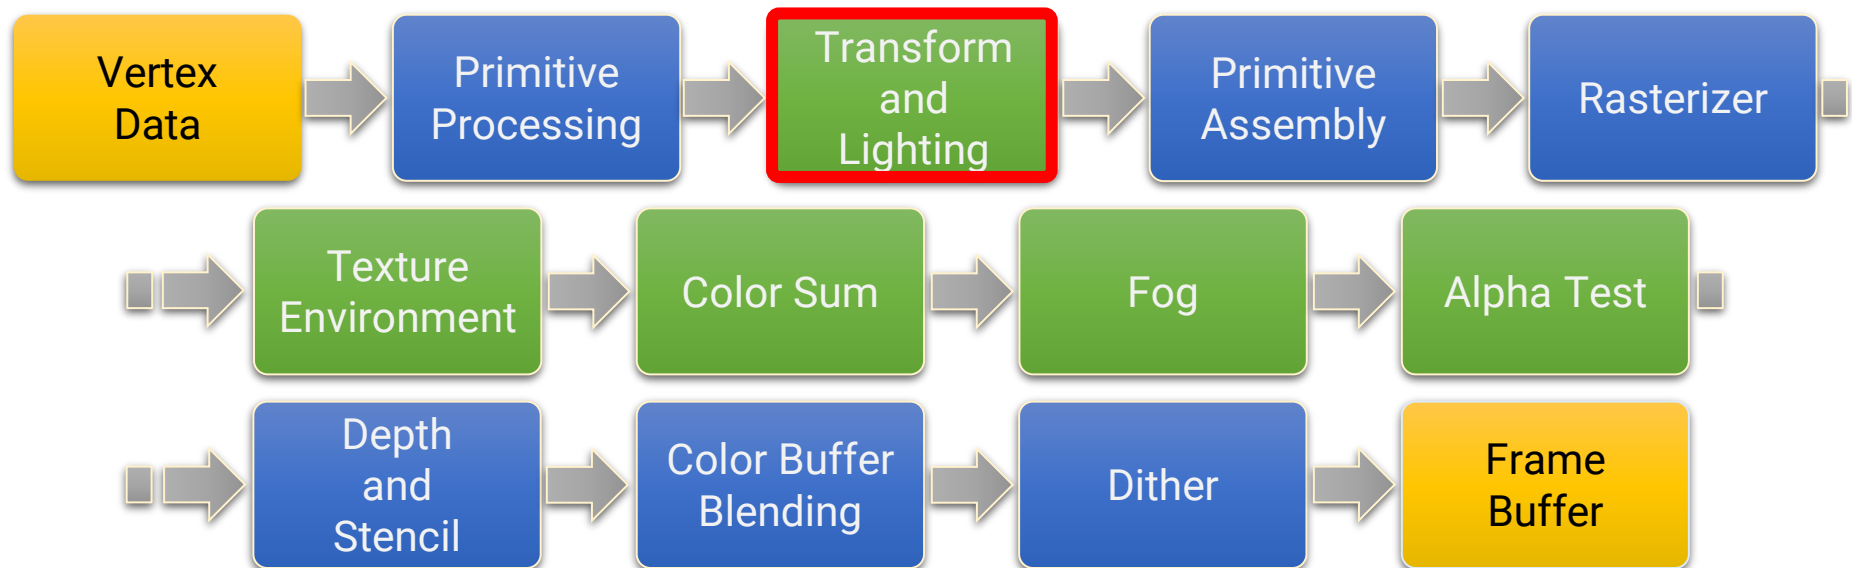 Vertex
Data
Primitive
Processing
Transform
and
Lighting
Primitive
Assembly
Rasterizer
Texture
Environment
Color Sum
Fog
Alpha Test
Depth
and
Stencil
Color Buffer
Blending
Dither
Frame
Buffer